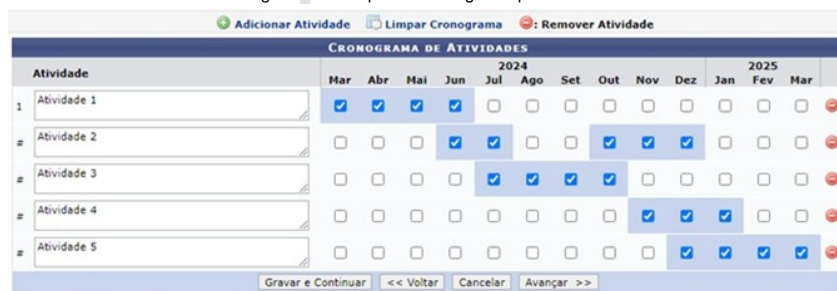 Adicionar Atividade Limpar Cronograma : Remover Atividade
CRONOGRAMA DE ATIVIDADES
Atividade
2024 2025
Mar Abr Mai Jun Jul Ago Set Out Nov Dez Jan Fev Mar
1 Atividade 1
# Atividade 2
# Atividade 3
# Atividade 4
# Atividade 5
Gravar e Continuar << Voltar Cancelar Avançar >>